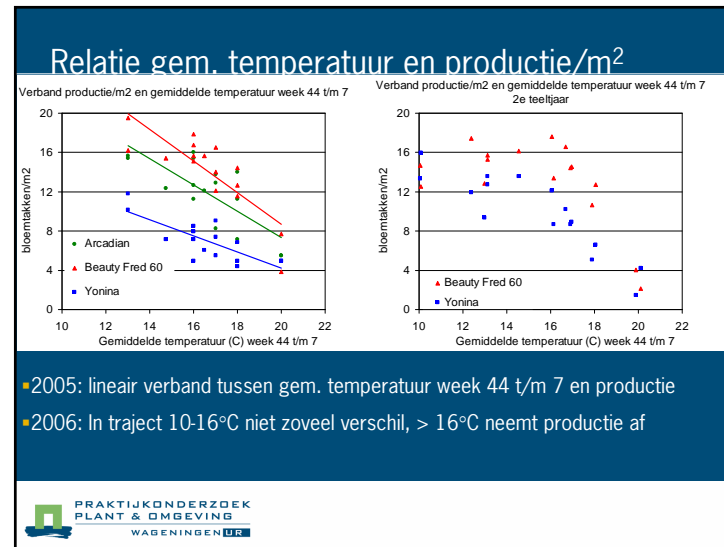 Relatie gem. temperatuur en productie/m2
Verband productie/m2 en gemiddelde temperatuur week 44 t/m 7
20
16
12
8
4
0
bloemtakken/m2
Arcadian
Beauty Fred 60
Yonina
10 12 14 16 18 20 22
Gemiddelde temperatuur (C) week 44 t/m 7
Verband productie/m2 en gemiddelde temperatuur week 44 t/m 7
2e teeltjaar
20
16
12
8
4
0
bloemtakken/m2
Beauty Fred 60
Yonina
10 12 14 16 18 20 22
Gemiddelde temperatuur (C) week 44 t/m 7
2005: lineair verband tussen gem. temperatuur week 44 t/m 7 en productie
2006: In traject 10-16°C niet zoveel verschil, > 16°C neemt productie af
PRAKTIJKONDERZOEK
PLANT & OMGEVING
WAGENINGEN UR